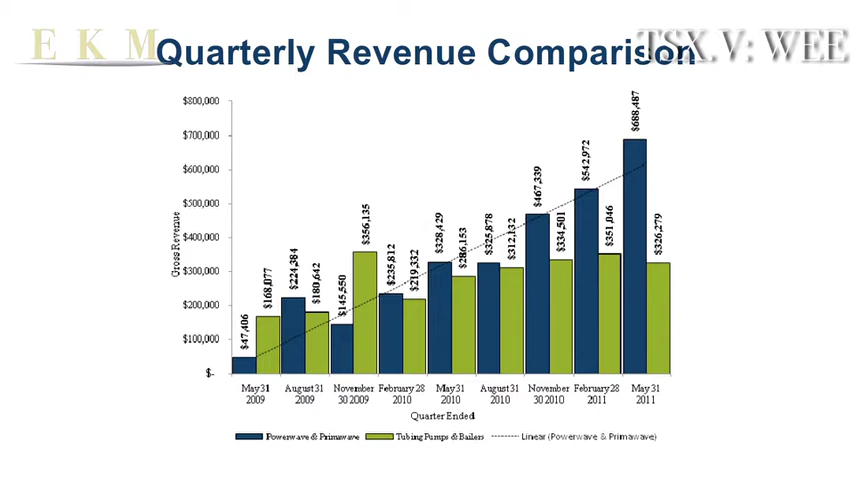 E K M
Quarterly Revenue Comparison
TSX.V: WEE
$800,000
$700,000
$600,000
$500,000
$400,000
$300,000
$200,000
$100,000
$-
Gross Revenue
$47,406
$168,077
$224,384
$180,642
$145,550
$356,135
$235,812
$219,332
$328,429
$286,153
$325,878
$312,132
$467,339
$334,501
$542,972
$351,046
$688,487
$326,279
May 31 2009
August 31 2009
November 30 2009
February 28 2010
May 31 2010
August 31 2010
November 30 2010
February 28 2011
May 31 2011
Quarter Ended
Powerwave & Primawave
Tubing Pumps & Bailers
Linear (Powerwave & Primawave)